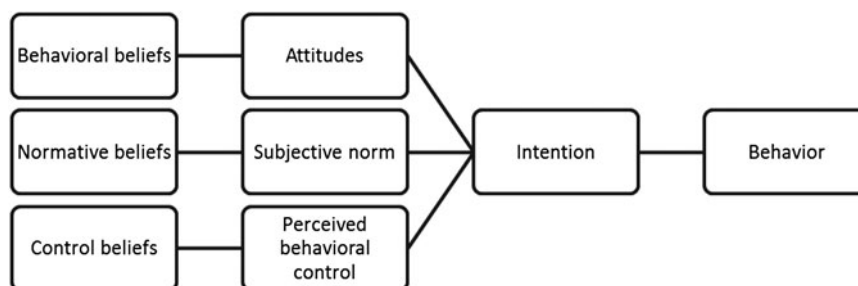 Behavioral beliefs
Attitudes
Normative beliefs
Subjective norm
Intention
Behavior
Control beliefs
Perceived
behavioral
control